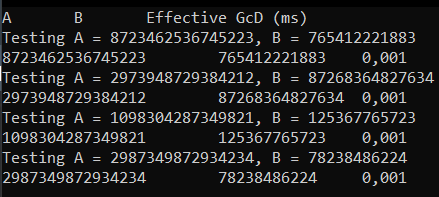 A B Effective GcD (ms)
Testing A = 8723462536745223, B = 765412221883
8723462536745223 765412221883 0,001
Testing A = 2973948729384212, B = 87268364827634
2973948729384212 87268364827634 0,001
Testing A = 1098304287349821, B = 125367765723
1098304287349821 125367765723 0,001
Testing A = 2987349872934234, B = 78238486224
2987349872934234 78238486224 0,001